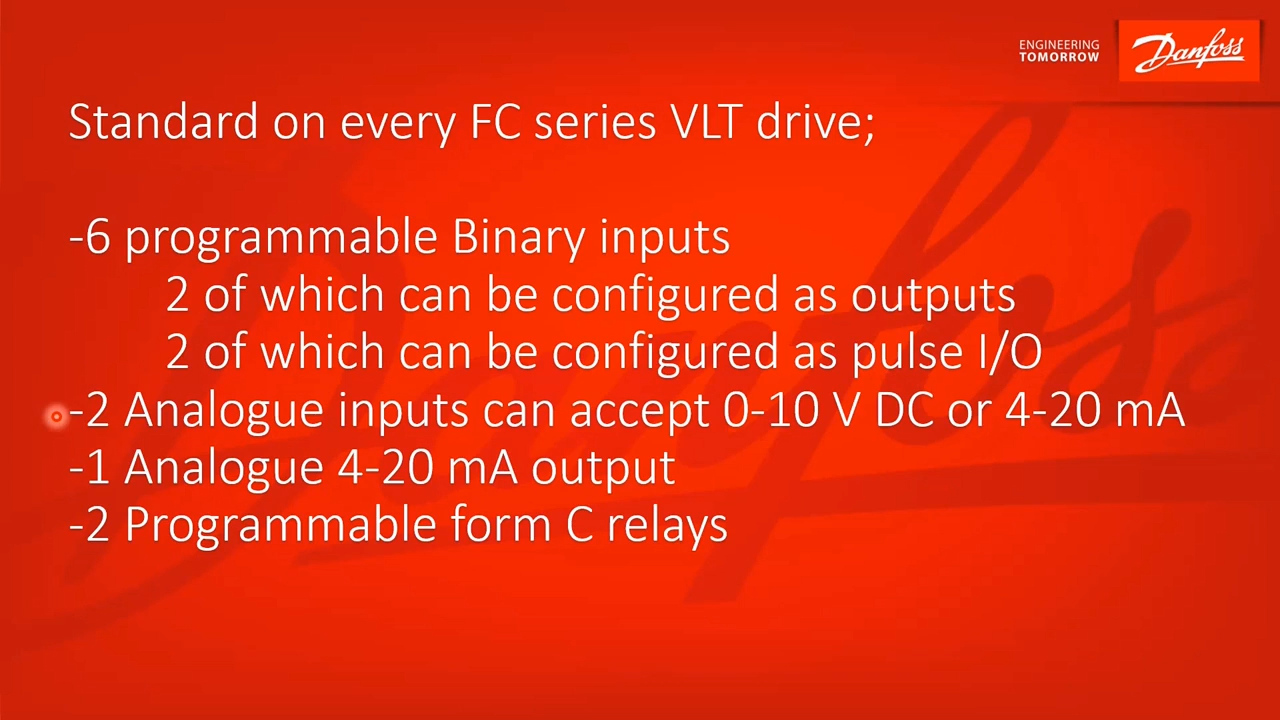 ENGINEERING
TOMORROW
Danfoss
Standard on every FC series VLT drive;
-6 programmable Binary inputs
2 of which can be configured as outputs
2 of which can be configured as pulse I/O
-2 Analogue inputs can accept 0-10 V DC or 4-20 mA
-1 Analogue 4-20 mA output
-2 Programmable form C relays